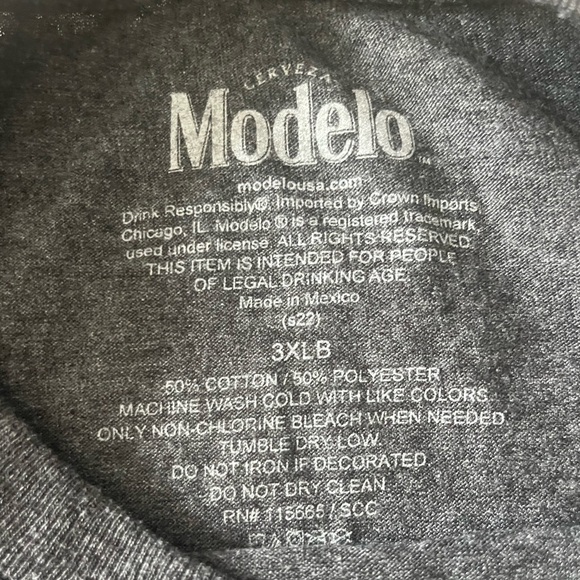 CERVEZA
Modelo™
modelousa.com
Drink Responsibly®. Imported by Crown Imports,
Chicago, IL. Modelo ® is a registered trademark,
used under license. ALL RIGHTS RESERVED.
THIS ITEM IS INTENDED FOR PEOPLE
OF LEGAL DRINKING AGE.
Made in Mexico
(s22)
3XLB
50% COTTON / 50% POLYESTER
MACHINE WASH COLD WITH LIKE COLORS.
ONLY NON-CHLORINE BLEACH WHEN NEEDED.
TUMBLE DRY LOW.
DO NOT IRON IF DECORATED.
DO NOT DRY CLEAN.
RN# 115665 / SCC